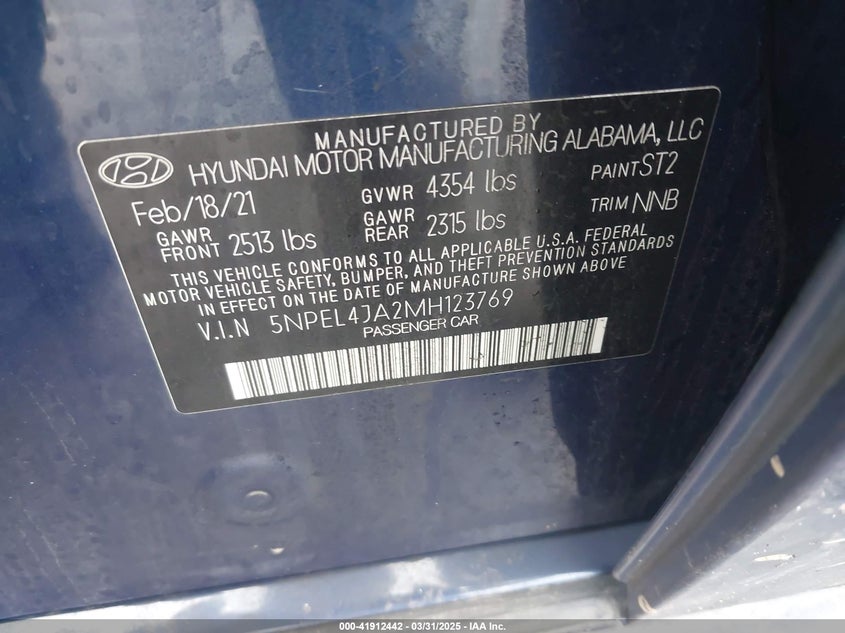 MANUFACTURED BY
HYUNDAI MOTOR MANUFACTURING ALABAMA, LLC
Feb/18/21 GVWR 4354 lbs PAINT ST2
GAWR FRONT 2513 lbs GAWR REAR 2315 lbs TRIM NNB
THIS VEHICLE CONFORMS TO ALL APPLICABLE U.S.A. FEDERAL
MOTOR VEHICLE SAFETY, BUMPER, AND THEFT PREVENTION STANDARDS
IN EFFECT ON THE DATE OF MANUFACTURE SHOWN ABOVE
V.I.N 5NPEL4JA2MH123769
PASSENGER CAR
000-41912442 - 03/31/2025 - IAA Inc.